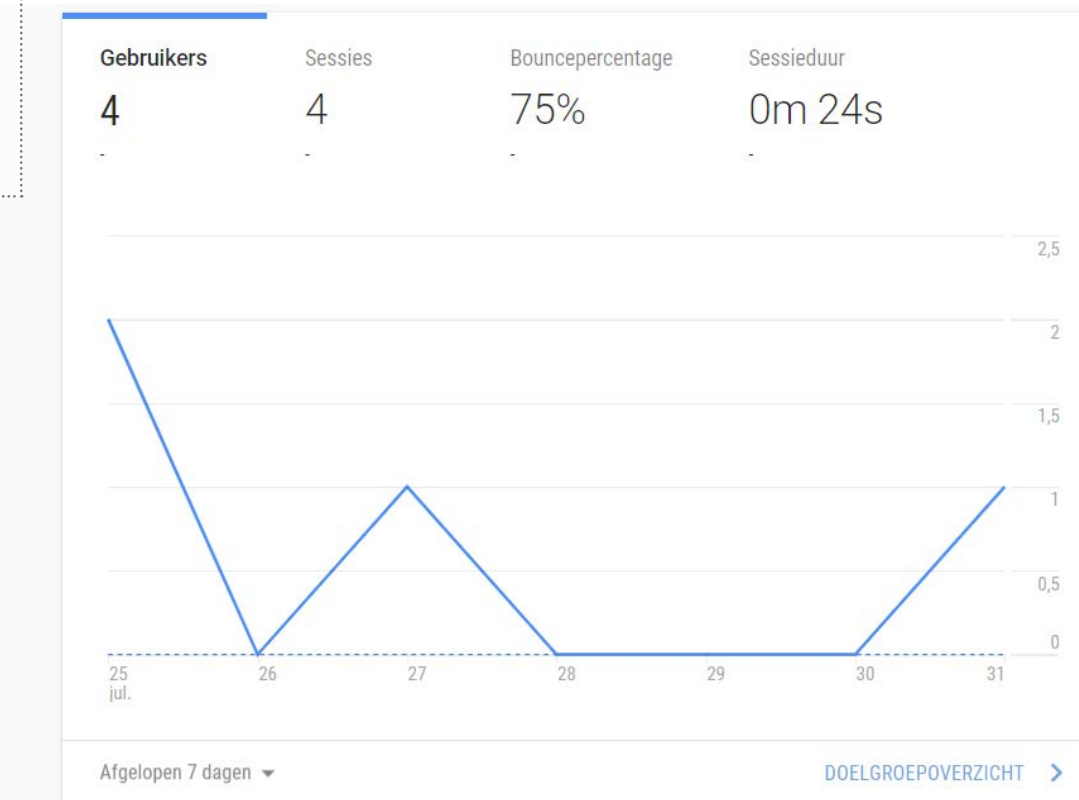 Gebruikers Sessies Bouncepercentage Sessieduur
4 4 75% 0m 24s
- - - -
2,5
2
1,5
1
0,5
0
25 26 27 28 29 30 31
jul.
Afgelopen 7 dagen DOELGROEPOVERZICHT